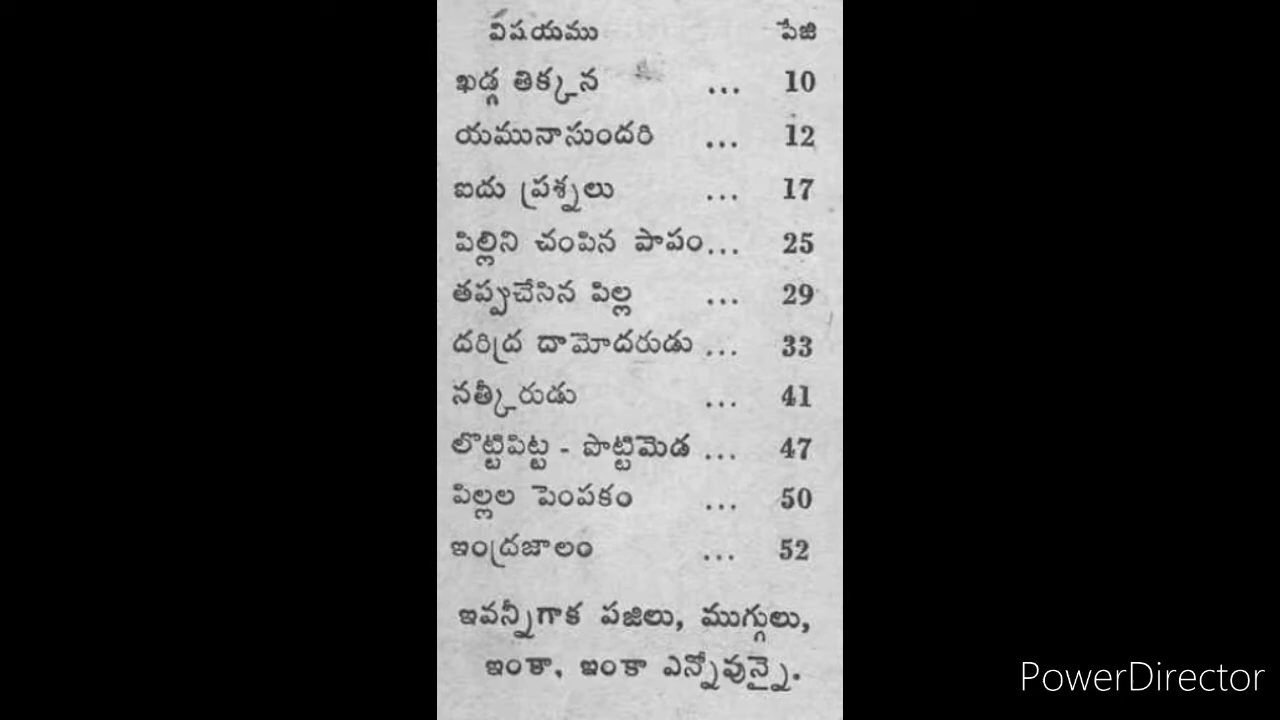 విషయము పేజి
ఖడ్గ తిక్కన ... 10
యమునాసుందరి ... 12
ఐదు ప్రశ్నలు ... 17
పిల్లిని చంపిన పాపం... 25
తప్పుచేసిన పిల్ల ... 29
దరిద్ర దామోదరుడు ... 33
నత్కీరుడు ... 41
లొట్టిపిట్ట - పొట్టిమెడ ... 47
పిల్లల పెంపకం ... 50
ఇంద్రజాలం ... 52
ఇవన్నీగాక పజిలు, ముగ్గులు,
ఇంకా, ఇంకా ఎన్నోవున్నై.
PowerDirector